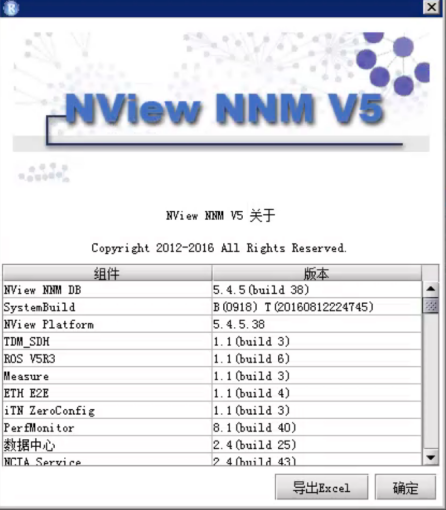 NView NNM V5
NView NNM V5 关于
Copyright 2012-2016 All Rights Reserved.
组件 版本
NView NNM DB 5.4.5(build 38)
SystemBuild B(0918) T(20160812224745)
NView Platform 5.4.5.38
TDM_SDH 1.1(build 3)
ROS V5R3 1.1(build 6)
Measure 1.1(build 3)
ETH E2E 1.1(build 4)
iTN ZeroConfig 1.1(build 3)
PerfMonitor 8.1(build 40)
数据中心 2.4(build 25)
NCIA Service 2.4(build 43)
导出Excel 确定